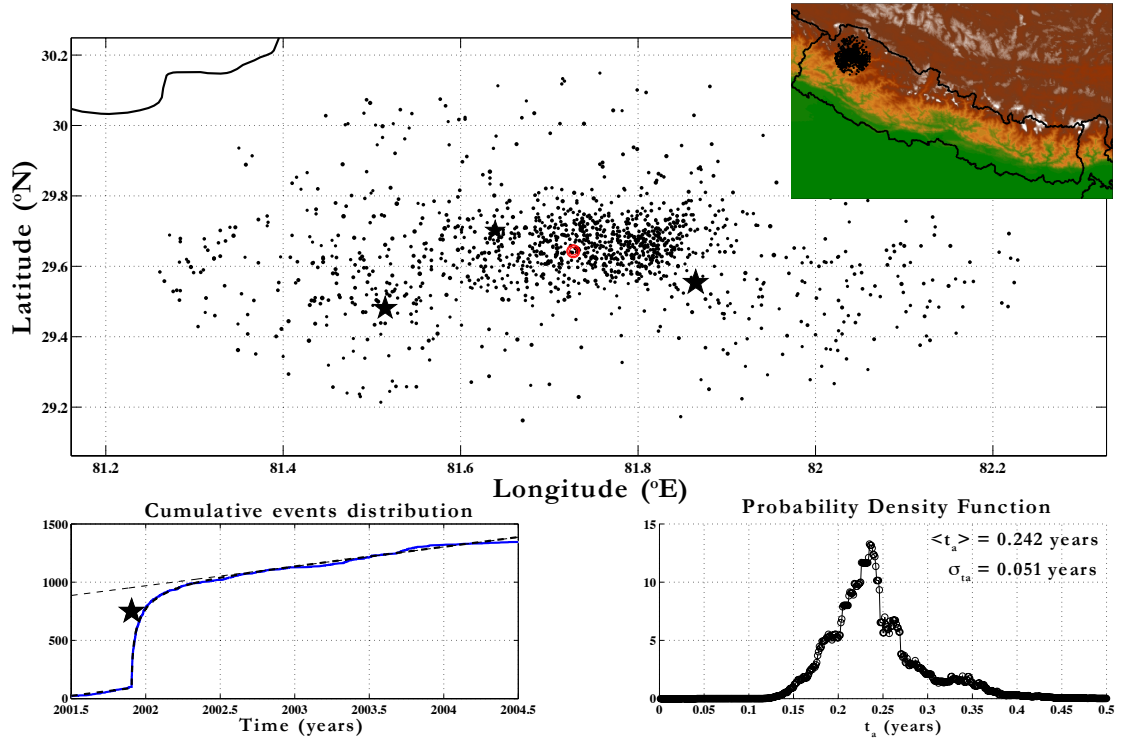 30.2
30
29.8
29.6
29.4
29.2
Latitude (°N)
81.2 81.4 81.6 81.8 82 82.2
Longitude (°E)
Cumulative events distribution
1500
1000
500
0
2001.5 2002 2002.5 2003 2003.5 2004 2004.5
Time (years)
Probability Density Function
<t_a> = 0.242 years
σ_ta = 0.051 years
15
10
5
0
0 0.05 0.1 0.15 0.2 0.25 0.3 0.35 0.4 0.45 0.5
t_a (years)